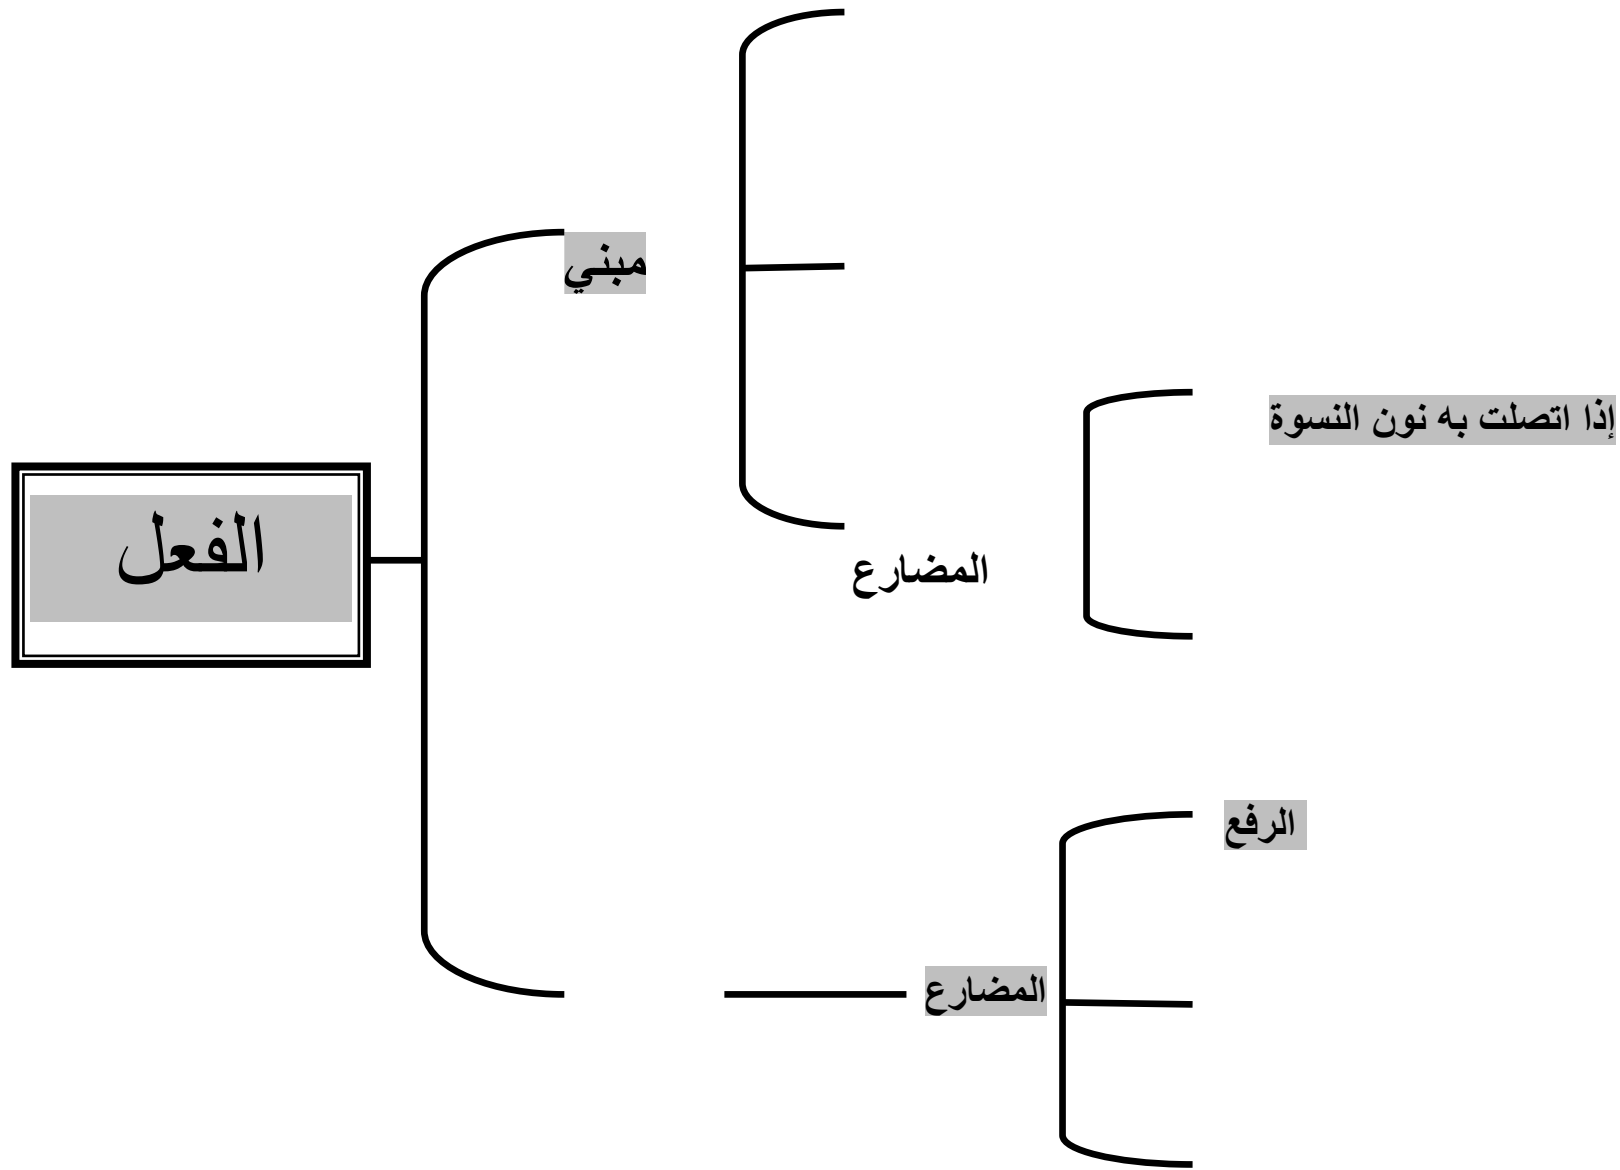 مبني
إذا اتصلت به نون النسوة
الفعل
المضارع
الرفع
المضارع